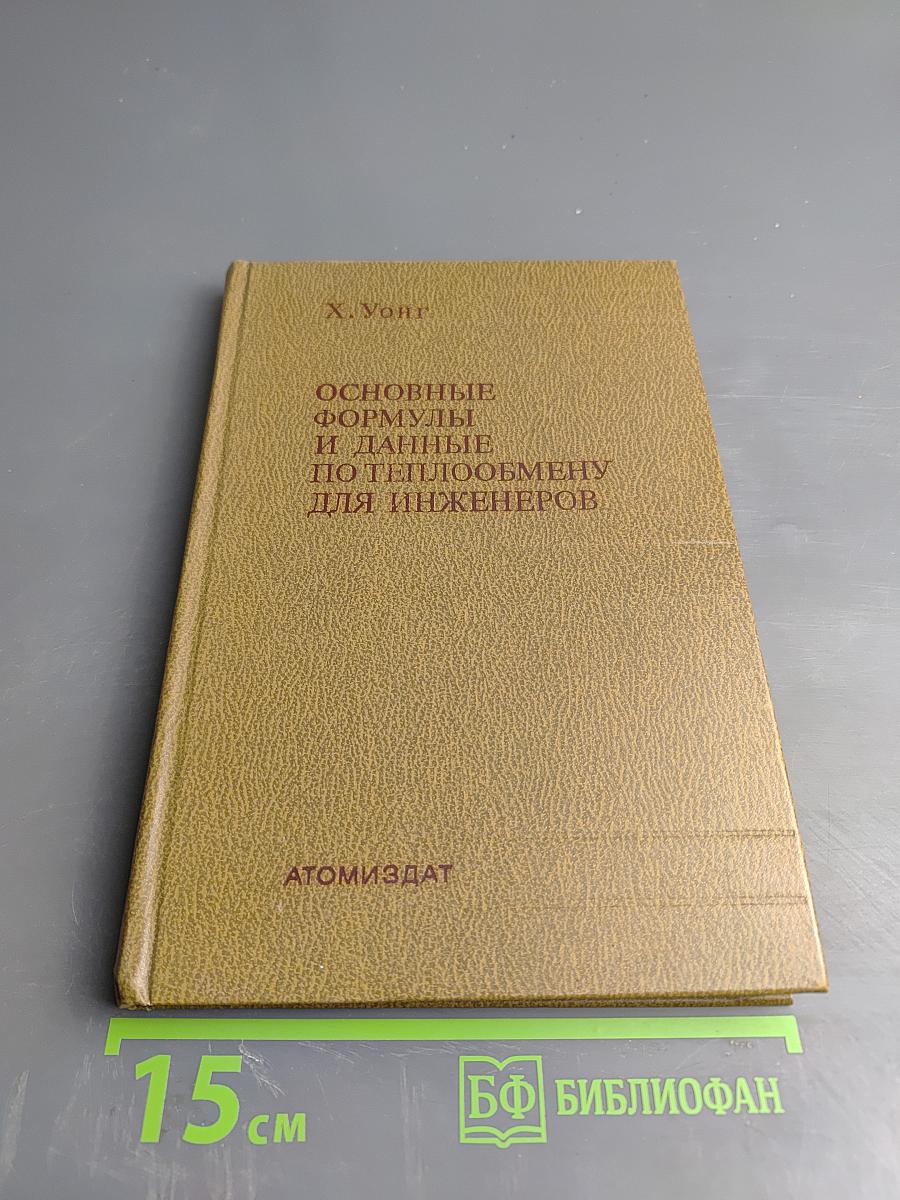 Х. Уонг
ОСНОВНЫЕ
ФОРМУЛЫ
И ДАННЫЕ
ПО ТЕПЛООБМЕНУ
ДЛЯ ИНЖЕНЕРОВ
АТОМИЗДАТ
15 см
БФ БИБЛИОФАН